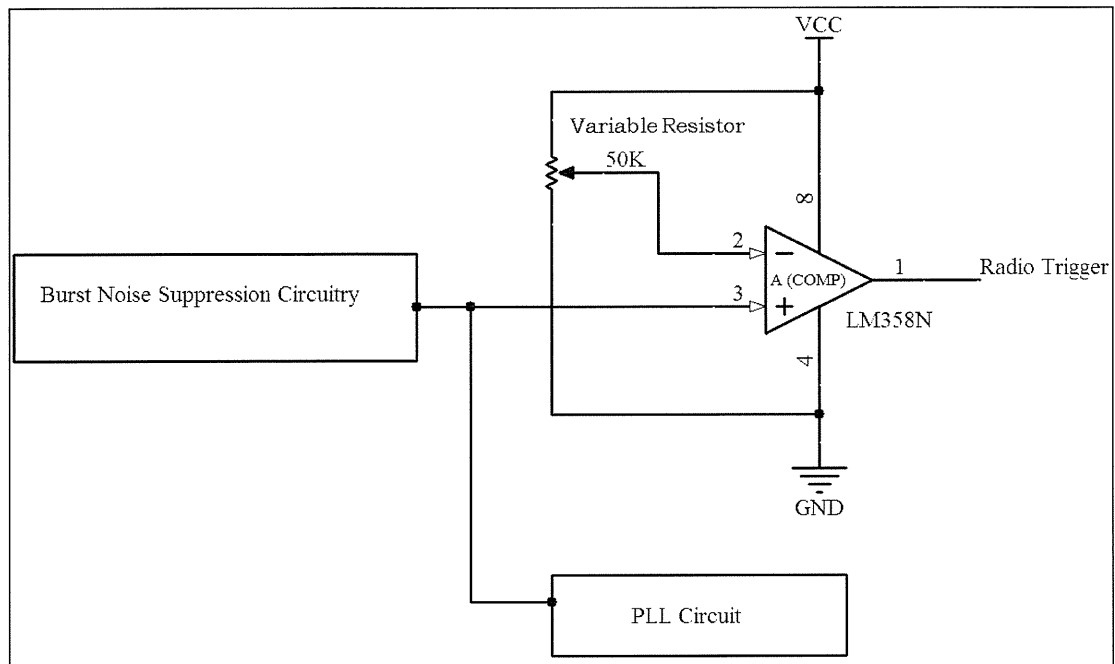 VCC
Variable Resistor
50K
8
2
−
Burst Noise Suppression Circuitry
A (COMP)
1
Radio Trigger
3
+
LM358N
4
GND
PLL Circuit